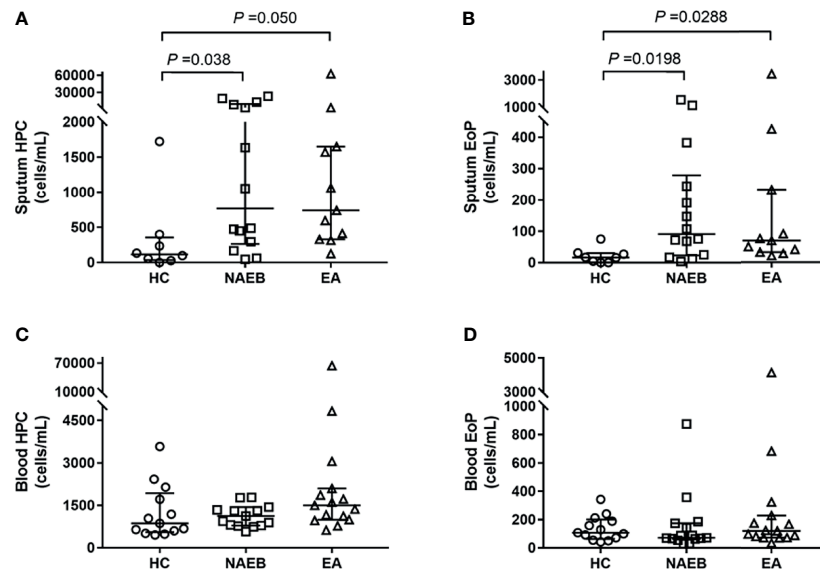 A
P =0.050
P =0.038
Sputum HPC
(cells/mL)
60000
30000
2000
1500
1000
500
0
HC
NAEB
EA
B
P =0.0288
P =0.0198
Sputum EoP
(cells/mL)
3000
1000
400
300
200
100
0
HC
NAEB
EA
C
Blood HPC
(cells/mL)
70000
10000
4500
3000
1500
0
HC
NAEB
EA
D
Blood EoP
(cells/mL)
5000
3000
1000
800
600
400
200
0
HC
NAEB
EA